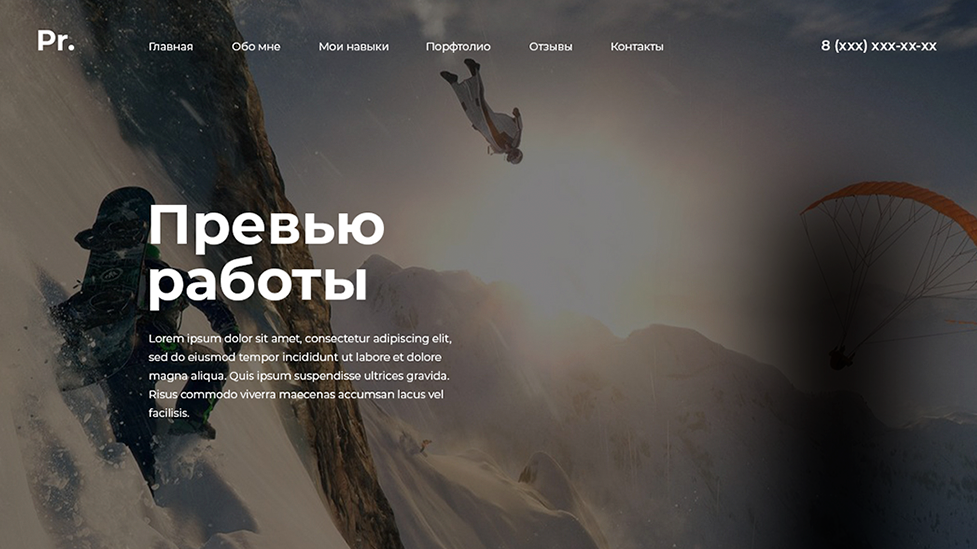 Pr.
Главная
Обо мне
Мои навыки
Порфтолио
Отзывы
Контакты
8 (xxx) xxx-xx-xx
Превью
работы
Lorem ipsum dolor sit amet, consectetur adipiscing elit,
sed do eiusmod tempor incididunt ut labore et dolore
magna aliqua. Quis ipsum suspendisse ultrices gravida.
Risus commodo viverra maecenas accumsan lacus vel
facilisis.